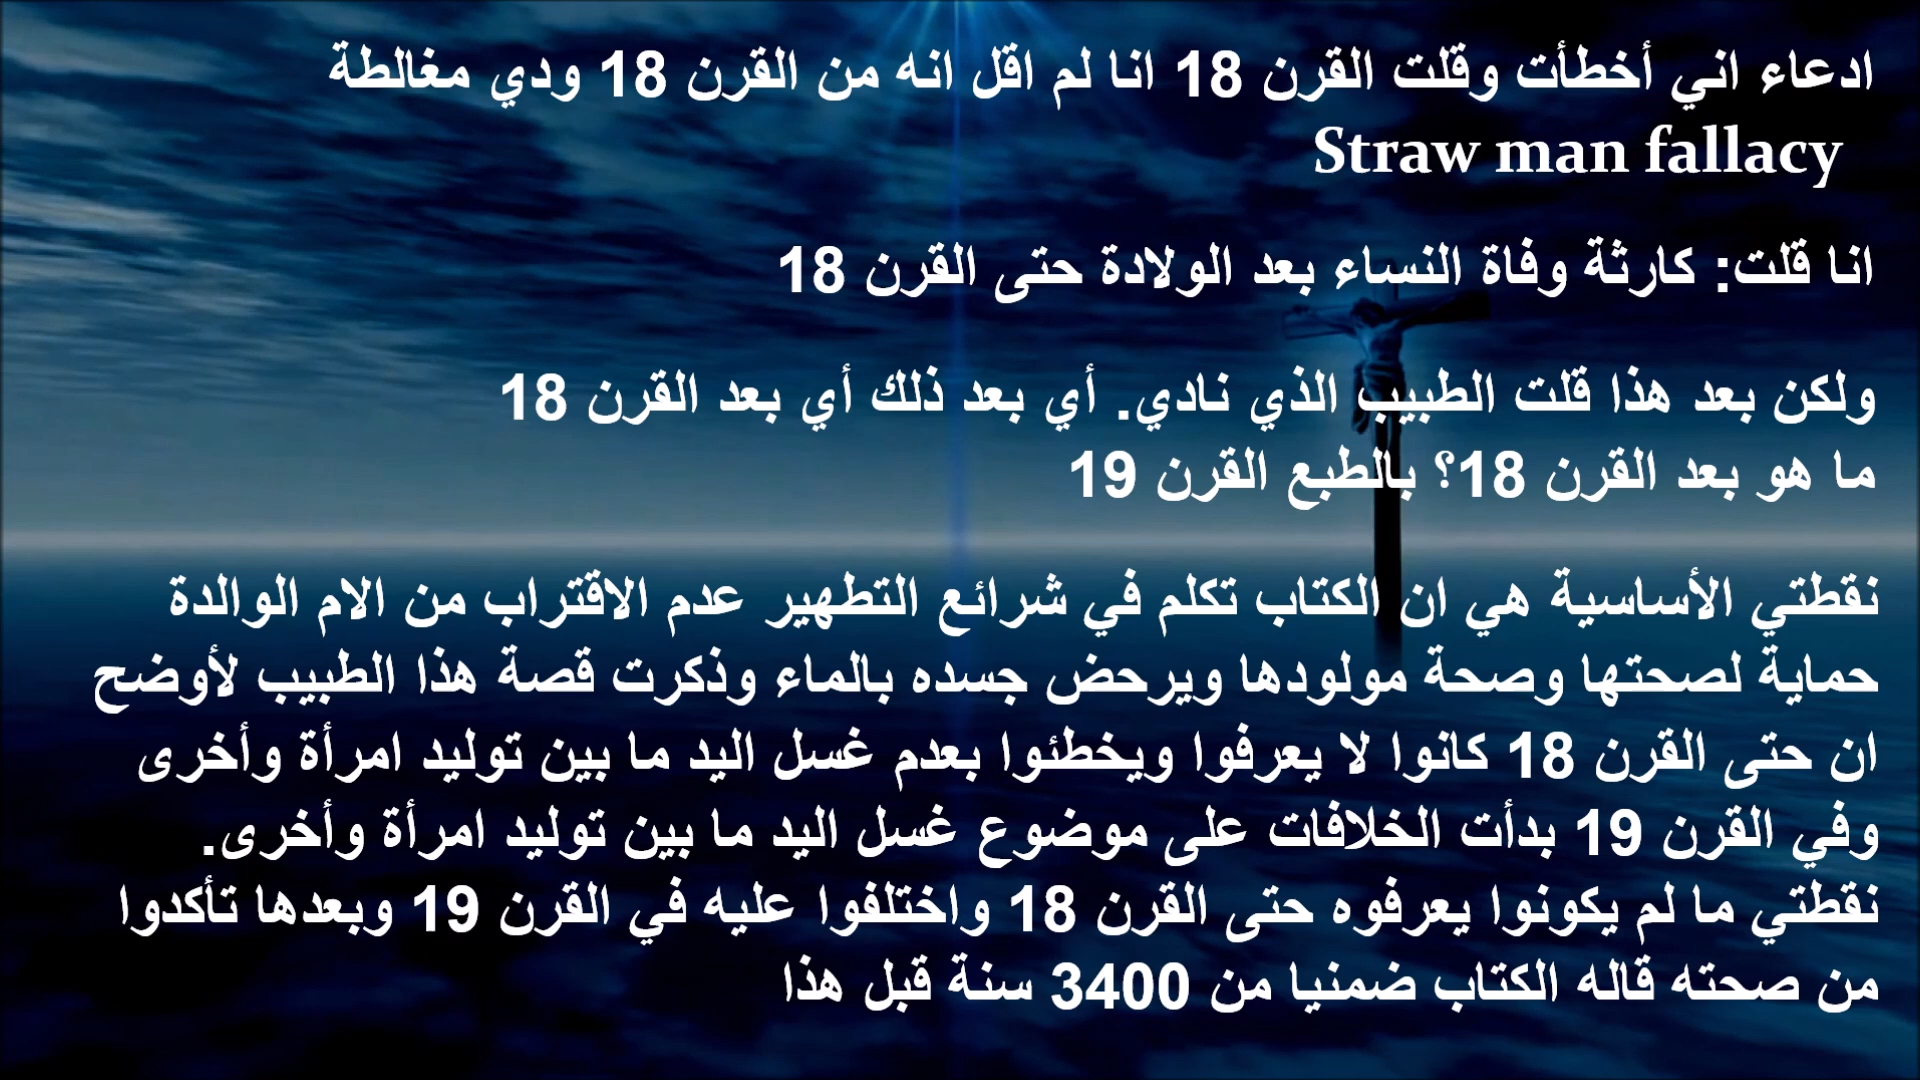 ادعاء اني أخطأت وقلت القرن 18 انا لم اقل انه من القرن 18 ودي مغالطة
Straw man fallacy
انا قلت: كارثة وفاة النساء بعد الولادة حتى القرن 18
ولكن بعد هذا قلت الطبيب الذي نادي. أي بعد ذلك أي بعد القرن 18
ما هو بعد القرن 18؟ بالطبع القرن 19
نقطتي الأساسية هي ان الكتاب تكلم في شرائع التطهير عدم الاقتراب من الام الوالدة
حماية لصحتها وصحة مولودها ويرحض جسده بالماء وذكرت قصة هذا الطبيب لأوضح
ان حتى القرن 18 كانوا لا يعرفوا ويخطئوا بعدم غسل اليد ما بين توليد امرأة وأخرى
وفي القرن 19 بدأت الخلافات على موضوع غسل اليد ما بين توليد امرأة وأخرى.
نقطتي ما لم يكونوا يعرفوه حتى القرن 18 واختلفوا عليه في القرن 19 وبعدها تأكدوا
من صحته قاله الكتاب ضمنيا من 3400 سنة قبل هذا